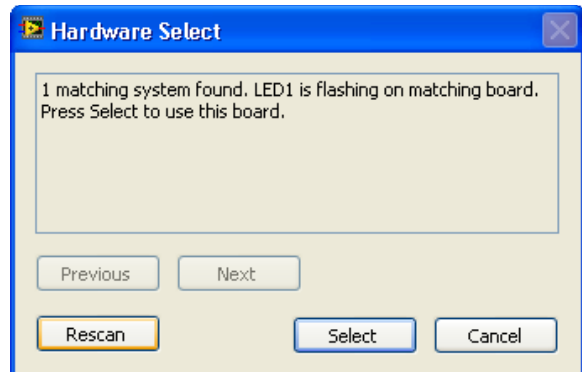 Hardware Select
1 matching system found. LED1 is flashing on matching board.
Press Select to use this board.
Previous Next
Rescan Select Cancel